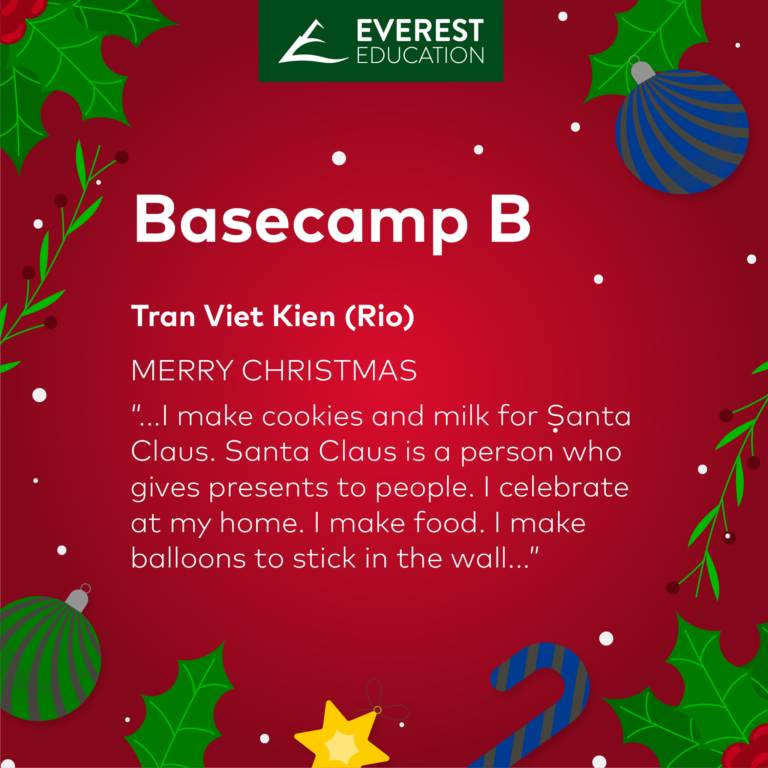 EVEREST
EDUCATION
Basecamp B
Tran Viet Kien (Rio)
MERRY CHRISTMAS
“...I make cookies and milk for Santa
Claus. Santa Claus is a person who
gives presents to people. I celebrate
at my home. I make food. I make
balloons to stick in the wall...”